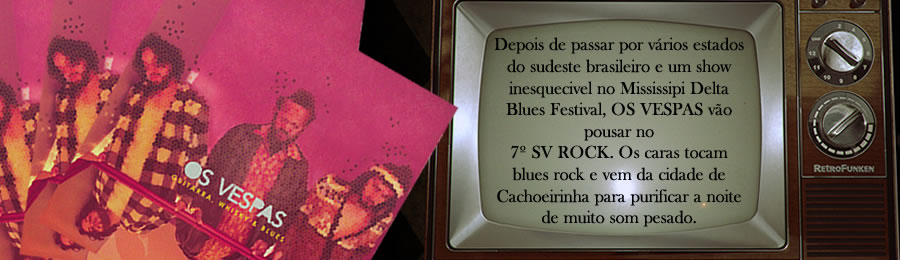 OS VESPAS
GUITARRA, WHISKY & BLUES
Depois de passar por vários estados
do sudeste brasileiro e um show
inesquecivel no Mississipi Delta
Blues Festival, OS VESPAS vão
pousar no
7º SV ROCK. Os caras tocam
blues rock e vem da cidade de
Cachoeirinha para purificar a noite
de muito som pesado.
RETROFUNKEN